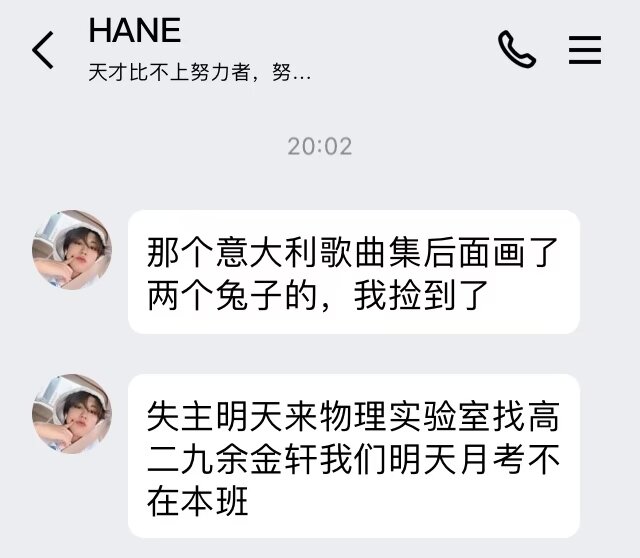 HANE
天才比不上努力者，努...
20:02
那个意大利歌曲集后面画了
两个兔子的，我捡到了
失主明天来物理实验室找高
二九余金轩我们明天月考不
在本班